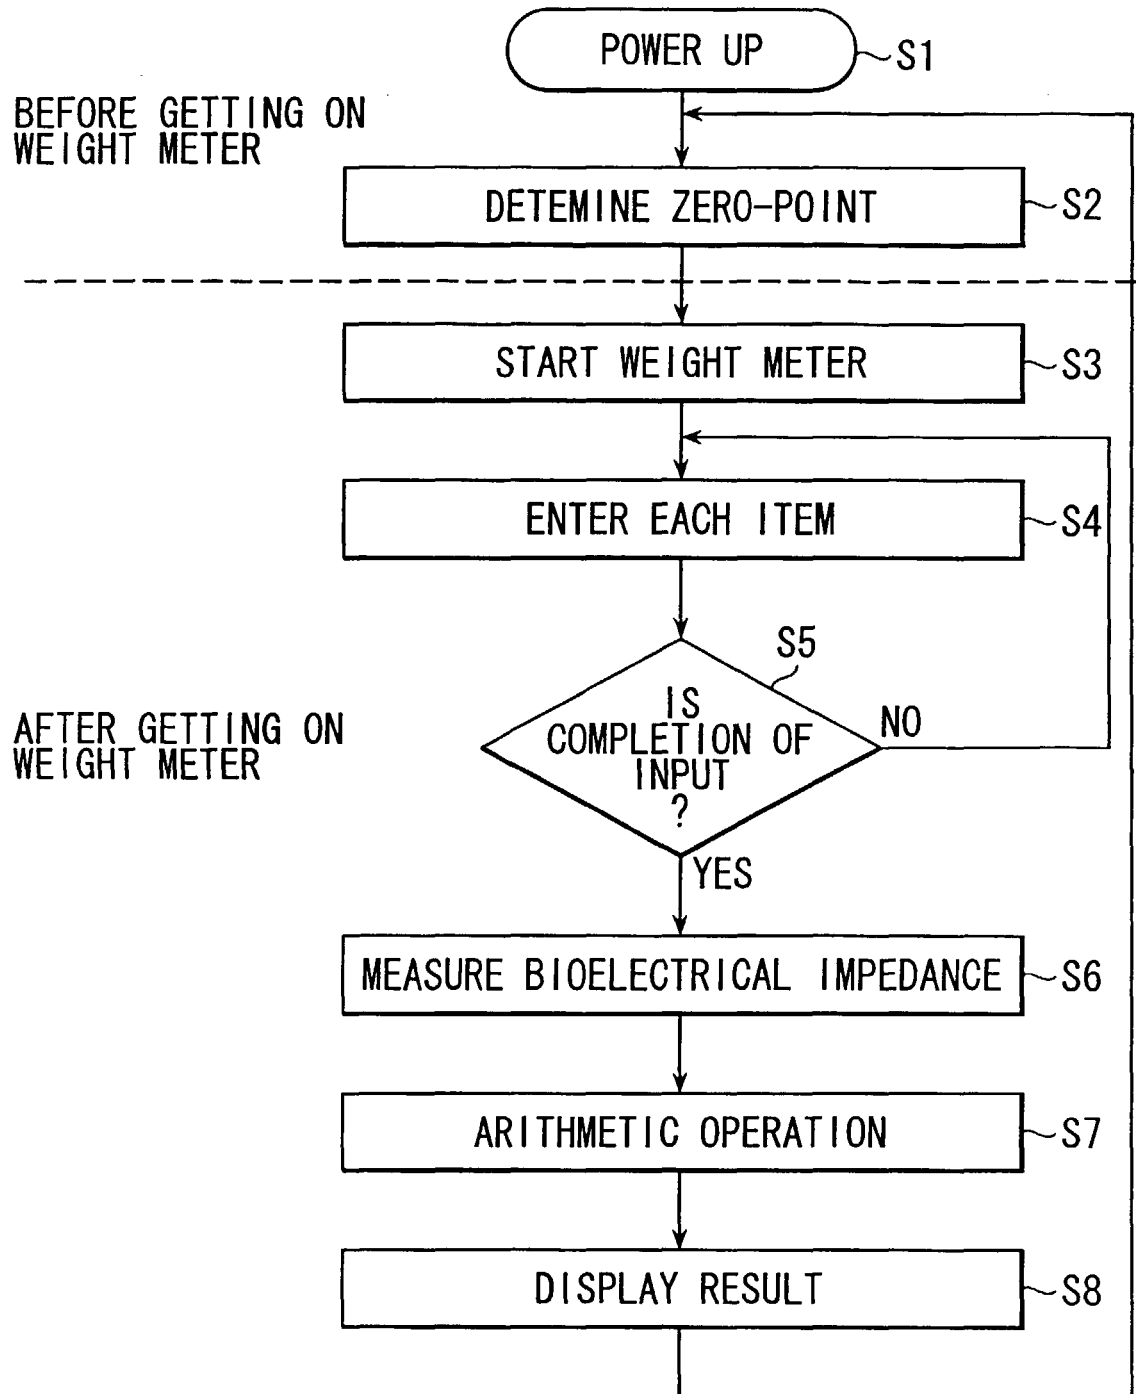 POWER UP
S1
BEFORE GETTING ON
WEIGHT METER
DETEMINE ZERO-POINT
S2
START WEIGHT METER
S3
ENTER EACH ITEM
S4
S5
IS
COMPLETION OF
INPUT
?
NO
AFTER GETTING ON
WEIGHT METER
YES
MEASURE BIOELECTRICAL IMPEDANCE
S6
ARITHMETIC OPERATION
S7
DISPLAY RESULT
S8